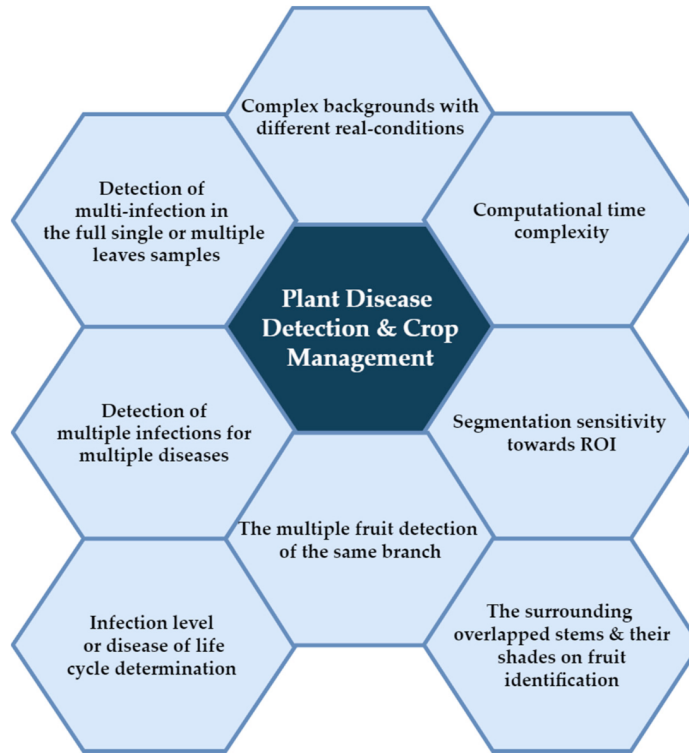 Complex backgrounds with
different real-conditions
Detection of
multi-infection in
the full single or multiple
leaves samples
Computational time
complexity
Plant Disease
Detection & Crop
Management
Detection of
multiple infections for
multiple diseases
Segmentation sensitivity
towards ROI
The multiple fruit detection
of the same branch
Infection level
or disease of life
cycle determination
The surrounding
overlapped stems & their
shades on fruit
identification